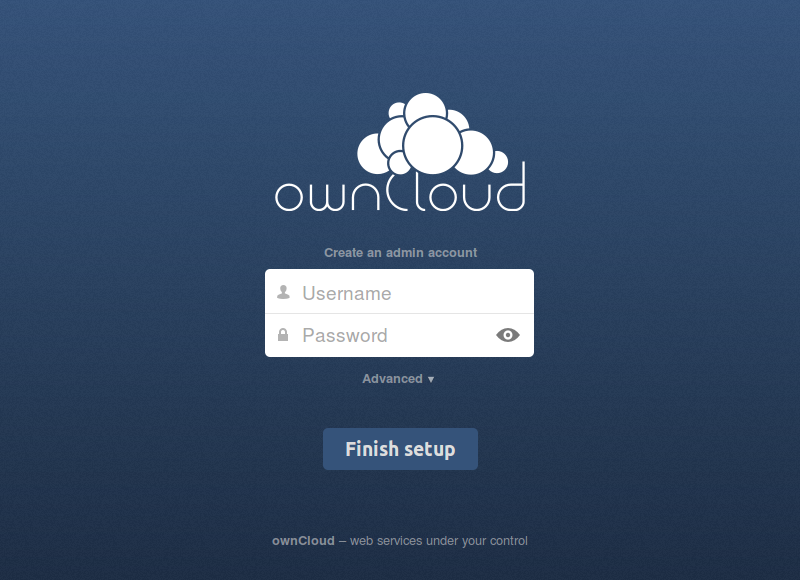 ownCloud
Create an admin account
Username
Password
Advanced ▼
Finish setup
ownCloud – web services under your control